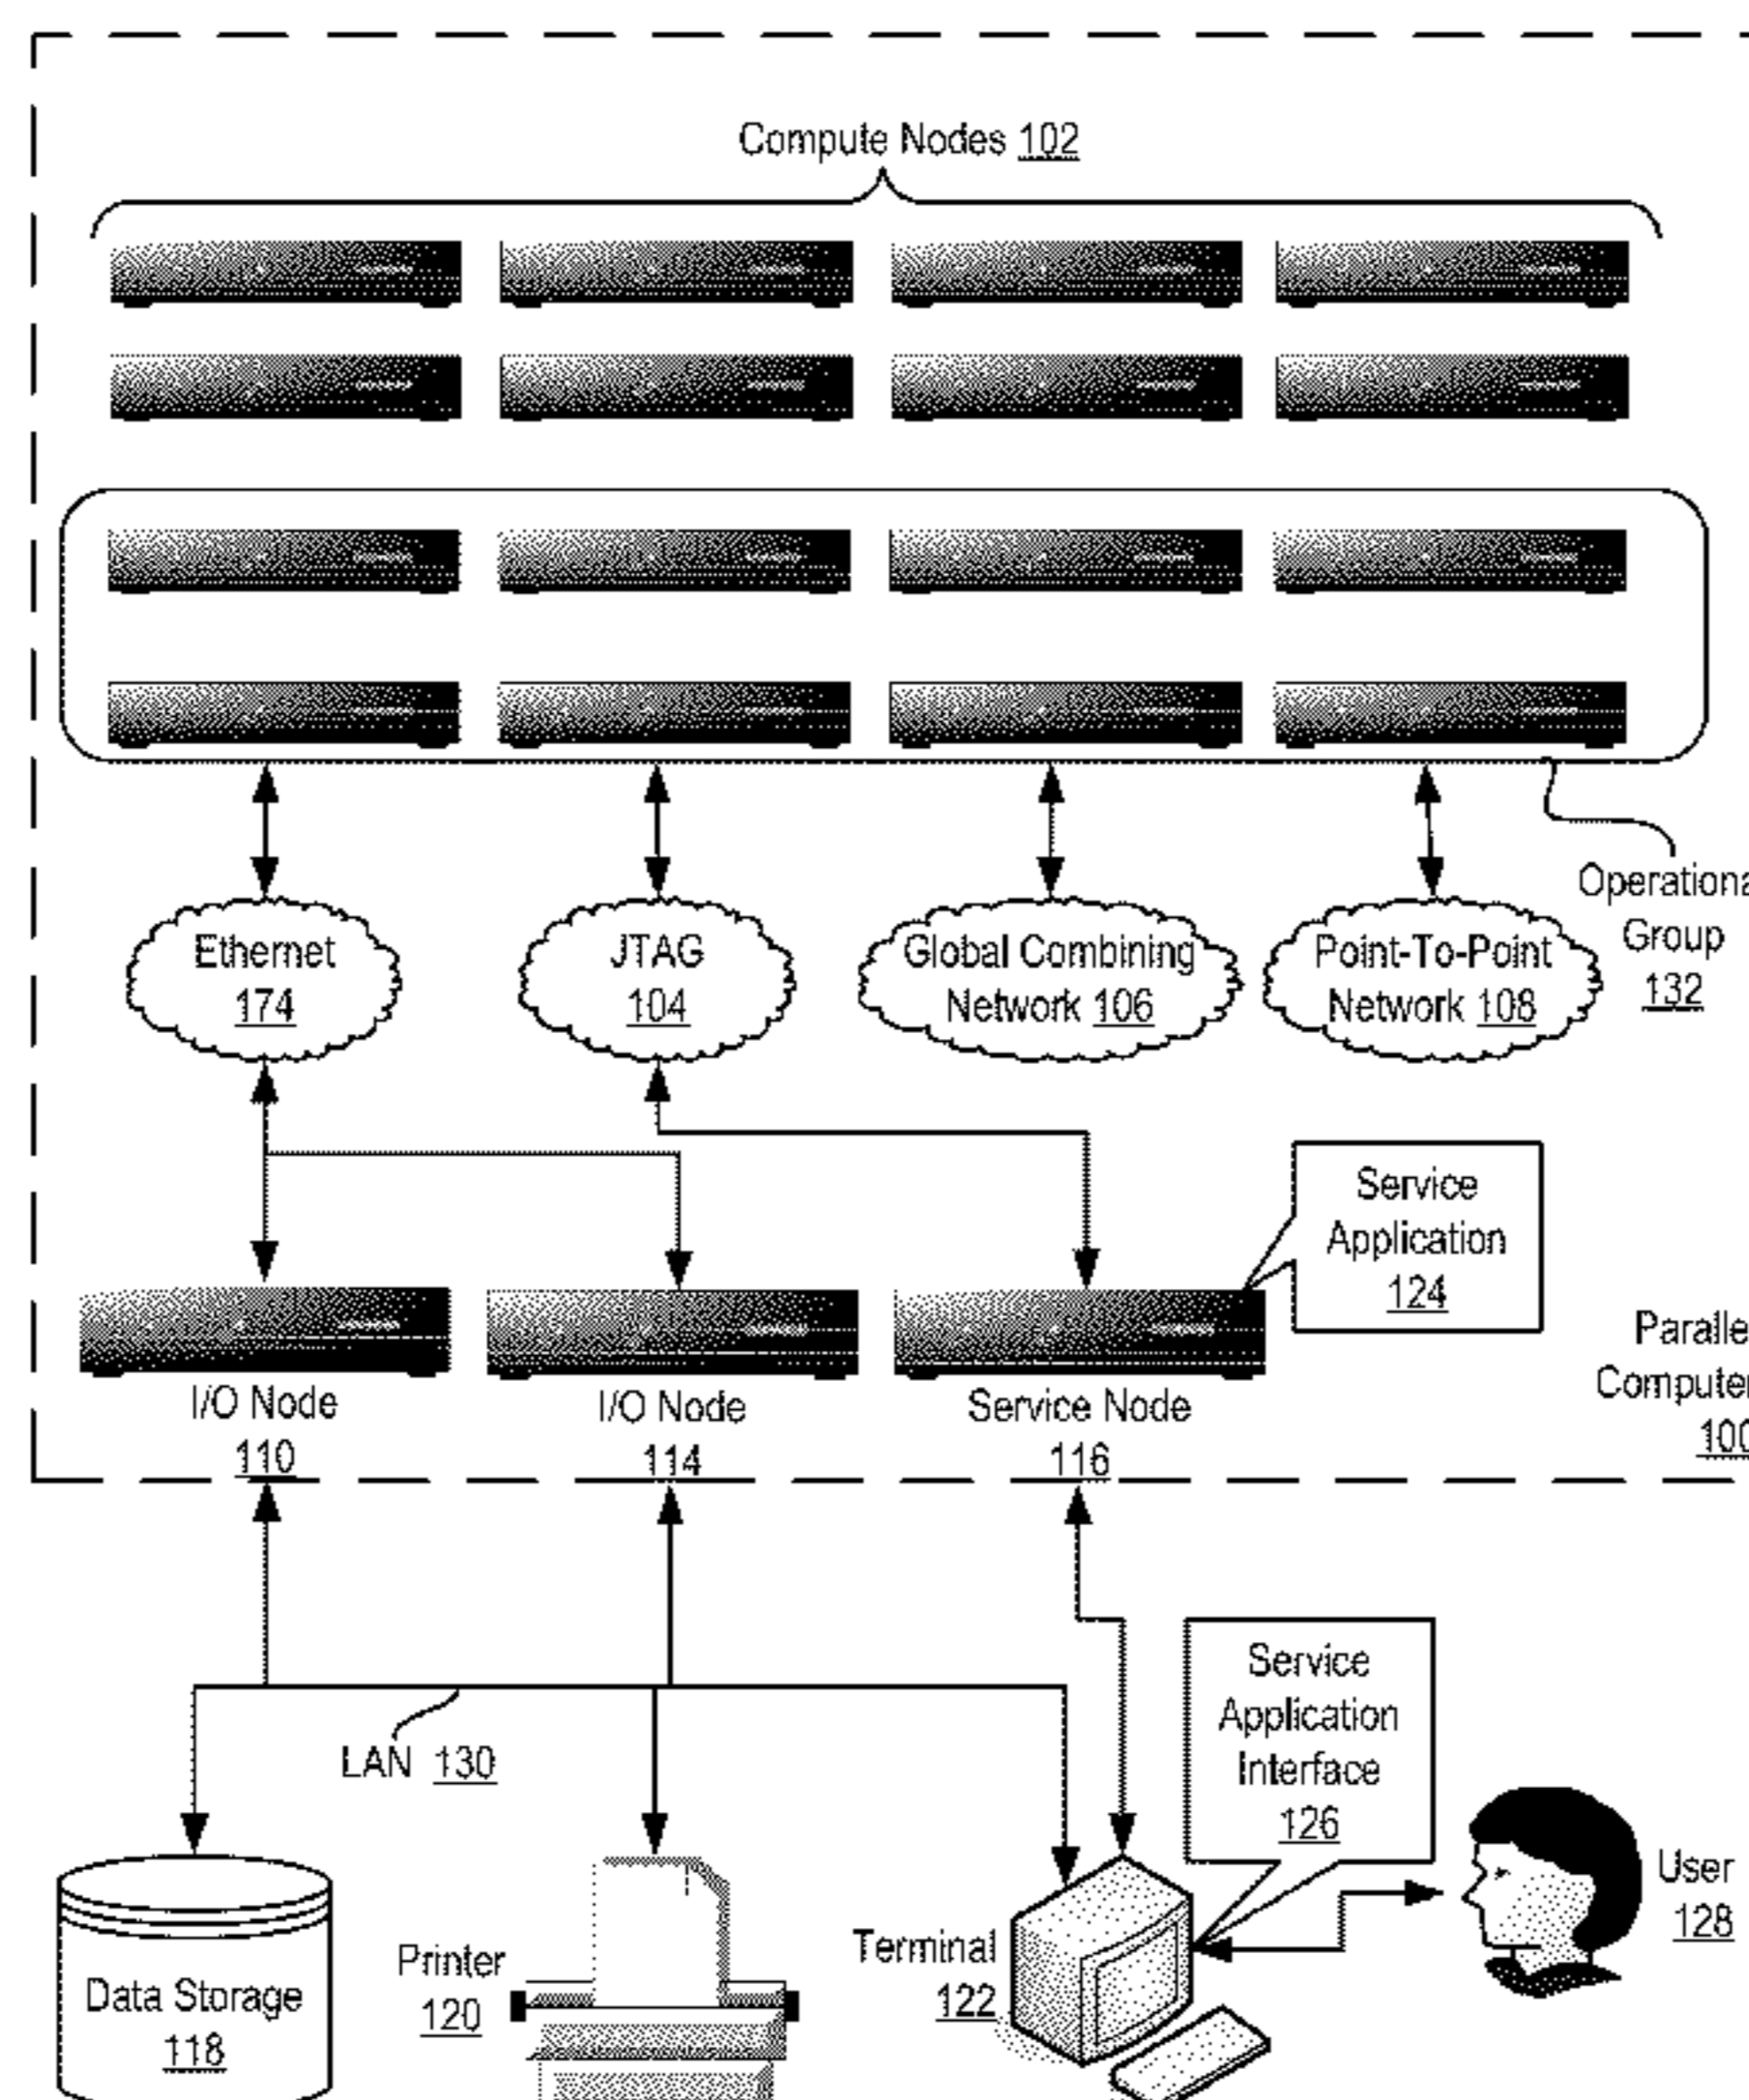 Compute Nodes 102
Operationa
Group
132
Ethernet
174
JTAG
104
Global Combining
Network 106
Point-To-Point
Network 108
Service
Application
124
Paralle
Computer
100
I/O Node
110
I/O Node
114
Service Node
116
LAN 130
Service
Application
Interface
126
User
128
Data Storage
118
Printer
120
Terminal
122